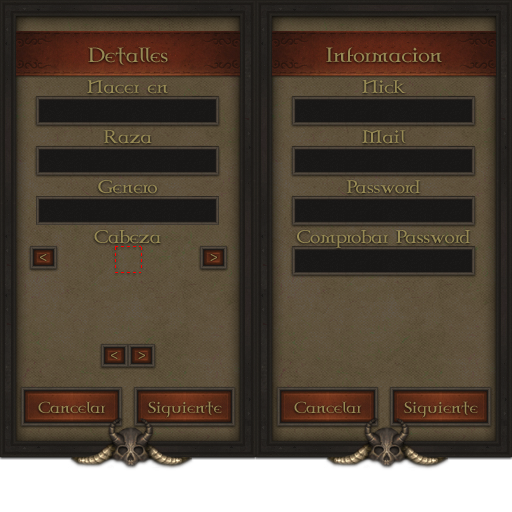 Detalles
Nacer en
Raza
Genero
Cabeza
< >
< >
Cancelar Siguiente
Informacion
Nick
Mail
Password
Comprobar Password
Cancelar Siguiente